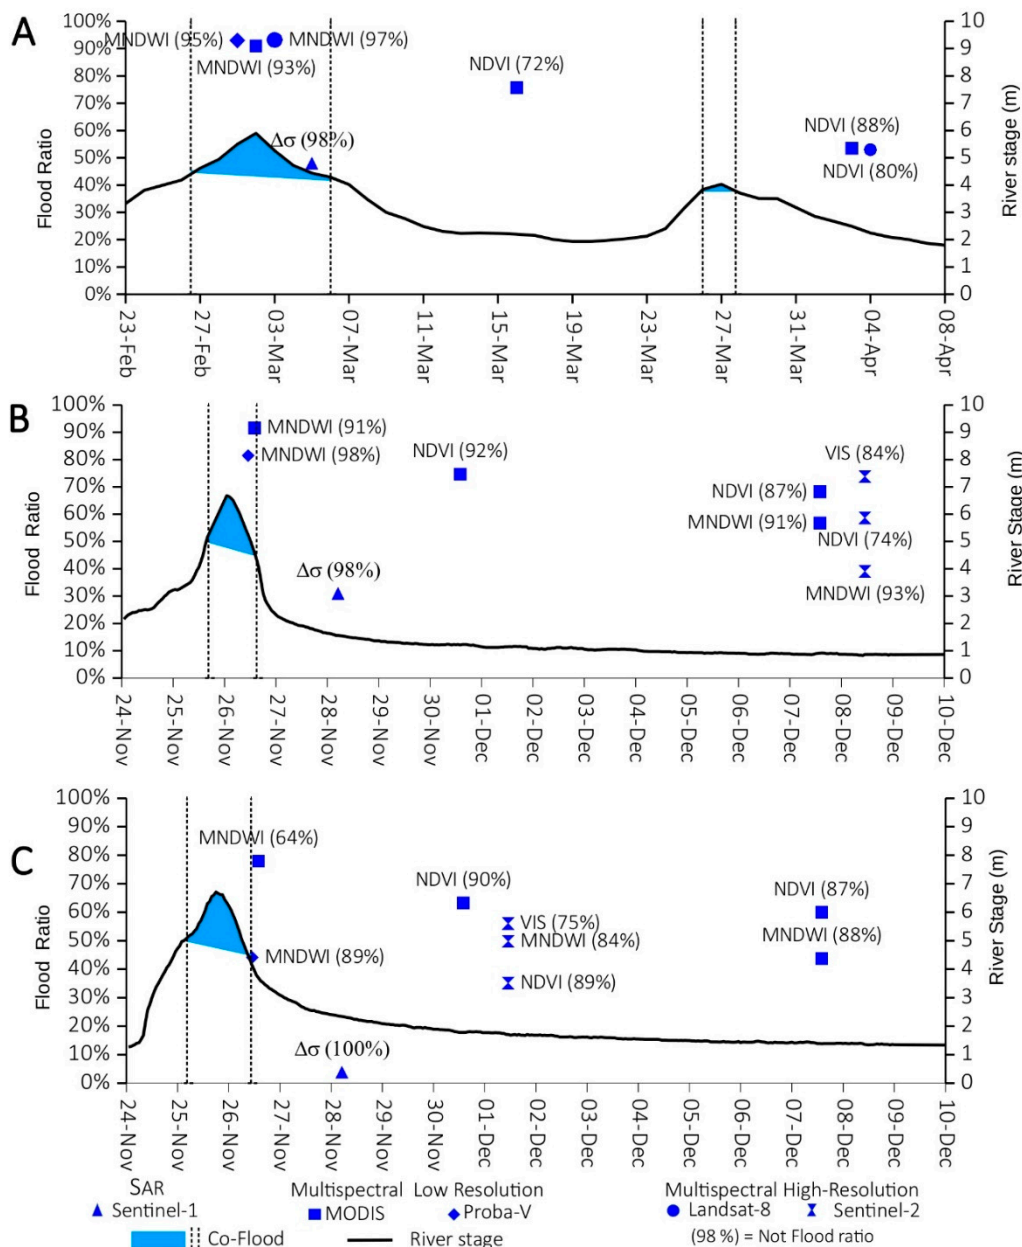 A
100%
90%
80%
70%
60%
50%
40%
30%
20%
10%
0%
Flood Ratio
MNDWI (95%)
MNDWI (97%)
MNDWI (93%)
Δσ (98%)
NDVI (72%)
NDVI (88%)
NDVI (80%)
10
9
8
7
6
5
4
3
2
1
0
River stage (m)
23-Feb
27-Feb
03-Mar
07-Mar
11-Mar
15-Mar
19-Mar
23-Mar
27-Mar
31-Mar
04-Apr
08-Apr
B
100%
90%
80%
70%
60%
50%
40%
30%
20%
10%
0%
Flood Ratio
MNDWI (91%)
MNDWI (98%)
Δσ (98%)
NDVI (92%)
NDVI (87%)
MNDWI (91%)
VIS (84%)
NDVI (74%)
MNDWI (93%)
10
9
8
7
6
5
4
3
2
1
0
River Stage (m)
24-Nov
25-Nov
26-Nov
27-Nov
28-Nov
29-Nov
30-Nov
01-Dec
02-Dec
03-Dec
04-Dec
05-Dec
06-Dec
07-Dec
08-Dec
09-Dec
10-Dec
C
100%
90%
80%
70%
60%
50%
40%
30%
20%
10%
0%
Flood Ratio
MNDWI (64%)
MNDWI (89%)
Δσ (100%)
NDVI (90%)
VIS (75%)
MNDWI (84%)
NDVI (89%)
NDVI (87%)
MNDWI (88%)
10
9
8
7
6
5
4
3
2
1
0
River Stage (m)
24-Nov
25-Nov
26-Nov
27-Nov
28-Nov
29-Nov
30-Nov
01-Dec
02-Dec
03-Dec
04-Dec
05-Dec
06-Dec
07-Dec
08-Dec
09-Dec
10-Dec
SAR
Multispectral Low Resolution
Multispectral High-Resolution
Sentinel-1
MODIS
Proba-V
Landsat-8
Sentinel-2
Co-Flood
River stage
(98 %) = Not Flood ratio